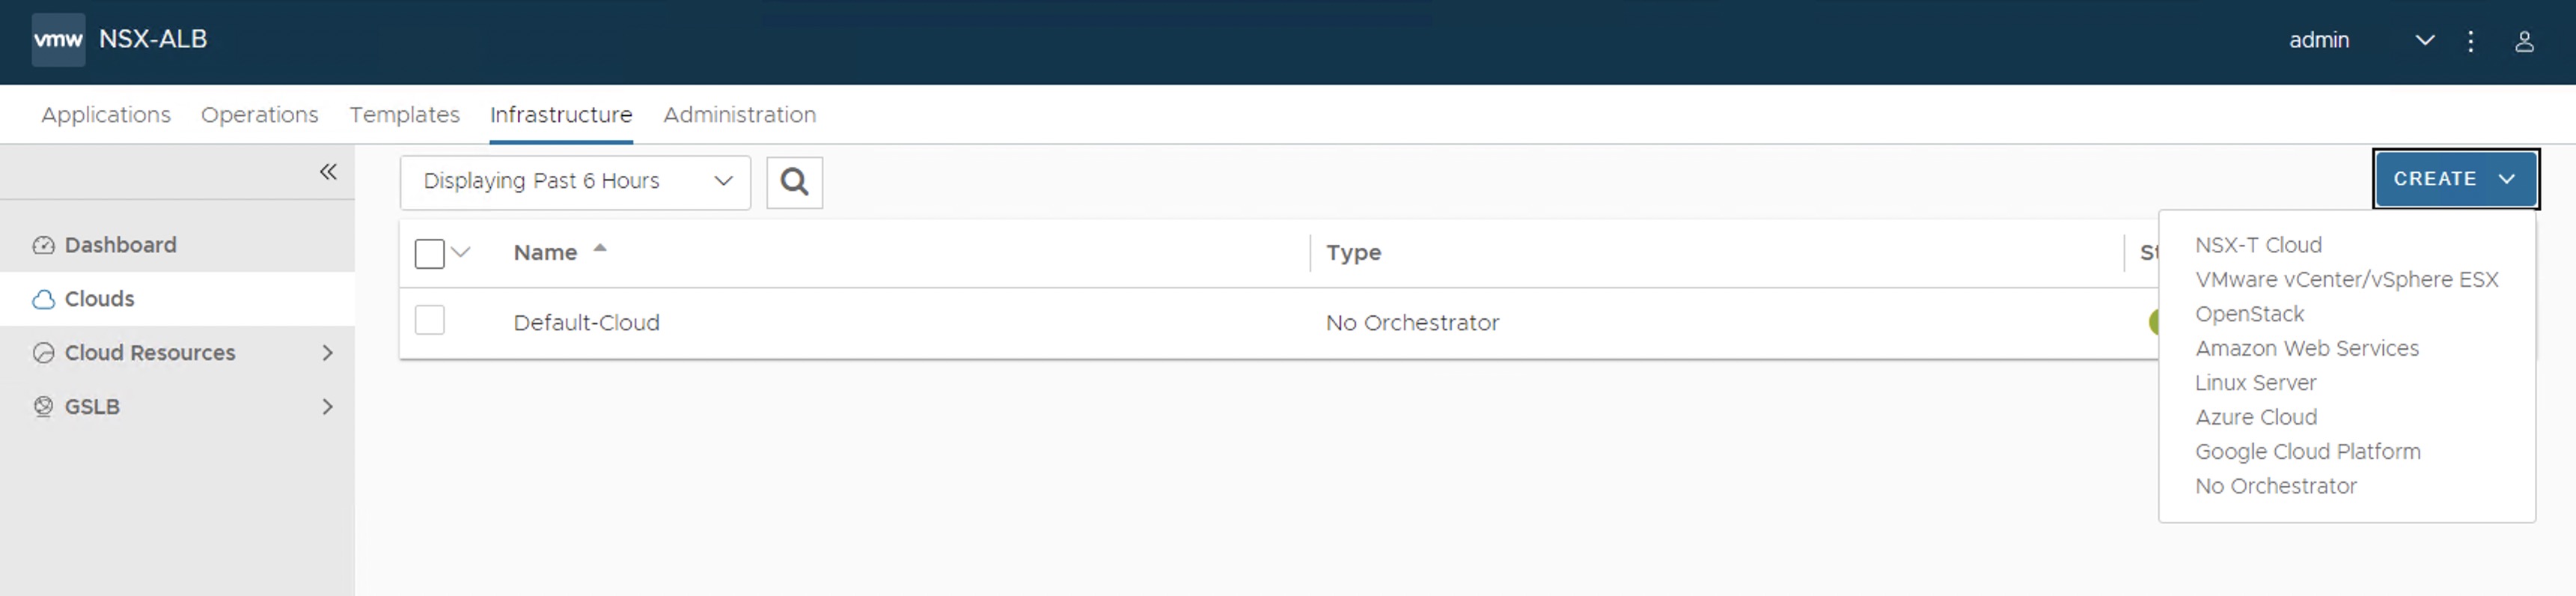 vmw NSX-ALB admin
Applications Operations Templates Infrastructure Administration
Displaying Past 6 Hours CREATE
Dashboard
Clouds
Cloud Resources
GSLB
Name Type
Default-Cloud No Orchestrator
NSX-T Cloud
VMware vCenter/vSphere ESX
OpenStack
Amazon Web Services
Linux Server
Azure Cloud
Google Cloud Platform
No Orchestrator